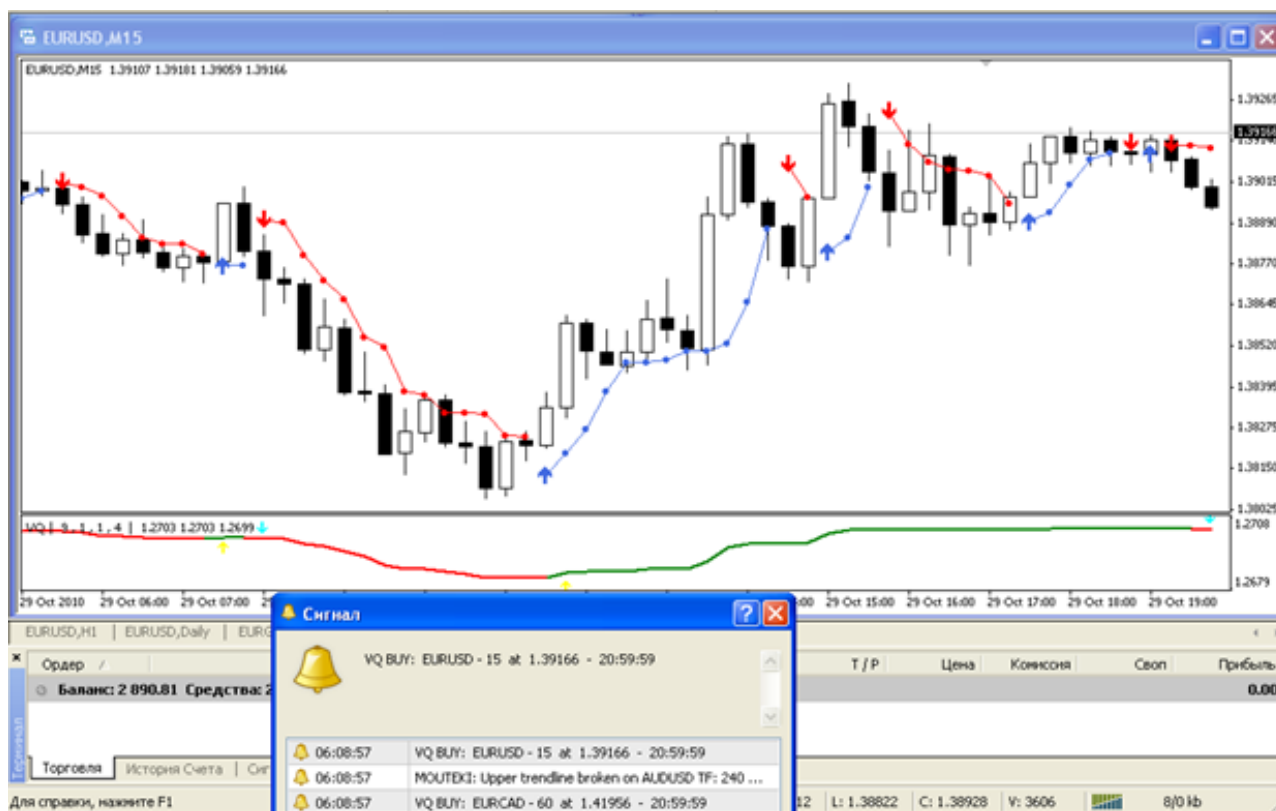 EURUSD,M15
EURUSD,M15 1.39107 1.39181 1.39059 1.39166
1.39265
1.39166
1.39140
1.39015
1.38890
1.38770
1.38645
1.38520
1.38395
1.38275
1.38150
1.38025
VQ | 9 , 1 , 1 , 4 | 1.2703 1.2703 1.2699
1.2708
1.2679
29 Oct 2010 29 Oct 06:00 29 Oct 07:00 29 Oct 15:00 29 Oct 16:00 29 Oct 17:00 29 Oct 18:00 29 Oct 19:00
Сигнал
EURUSD,H1 | EURUSD,Daily |
VQ BUY: EURUSD - 15 at 1.39166 - 20:59:59
Ордер / T / P Цена Комиссия Своп Прибыль
Баланс: 2 890.81 Средства: 2
0.00
06:08:57 VQ BUY: EURUSD - 15 at 1.39166 - 20:59:59
06:08:57 MOUTEKI: Upper trendline broken on AUDUSD TF: 240 ...
06:08:57 VQ BUY: EURCAD - 60 at 1.41956 - 20:59:59
Терминал
Торговля | История Счета |
Для справки, нажмите F1
12 L: 1.38822 C: 1.38928 V: 3606 8/0 kb